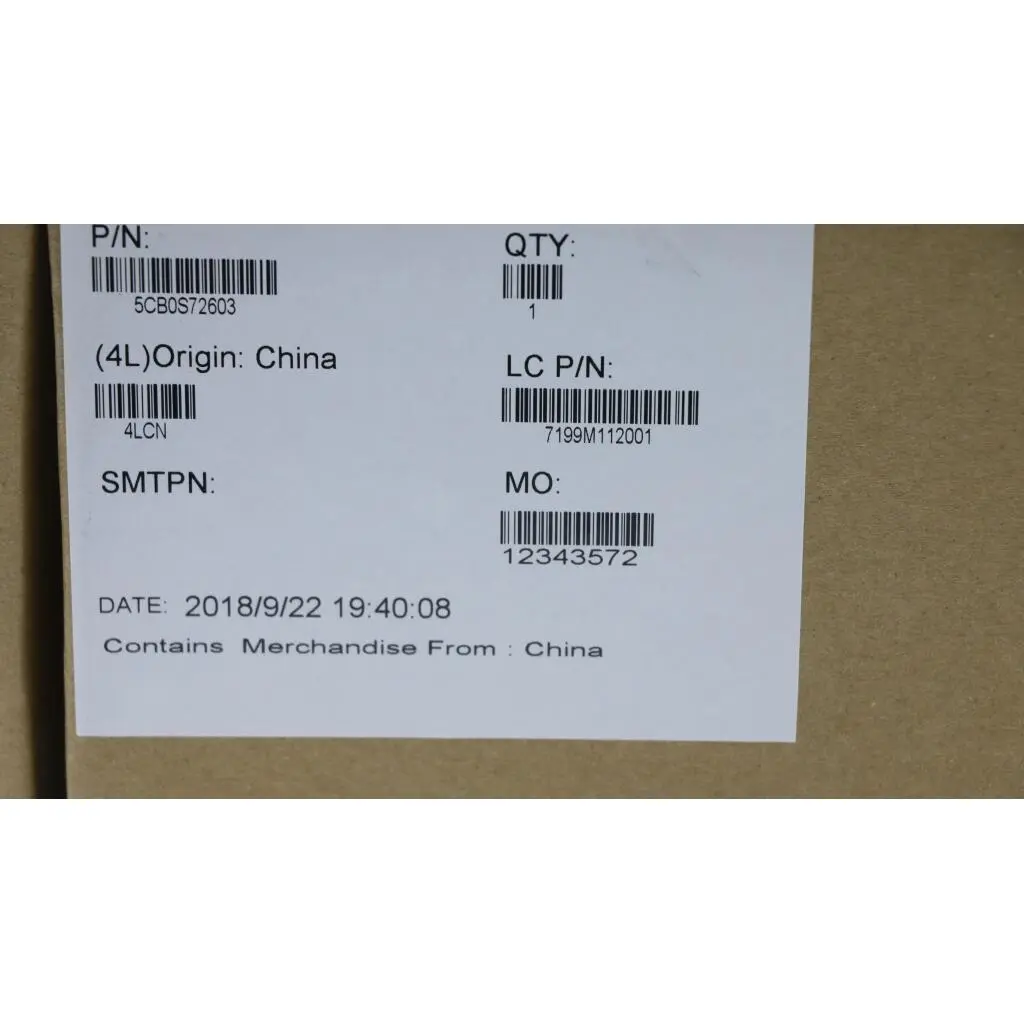 P/N:
5CB0S72603
QTY:
1
(4L)Origin: China
4LCN
LC P/N:
7199M112001
SMTPN:
MO:
12343572
DATE: 2018/9/22 19:40:08
Contains Merchandise From : China